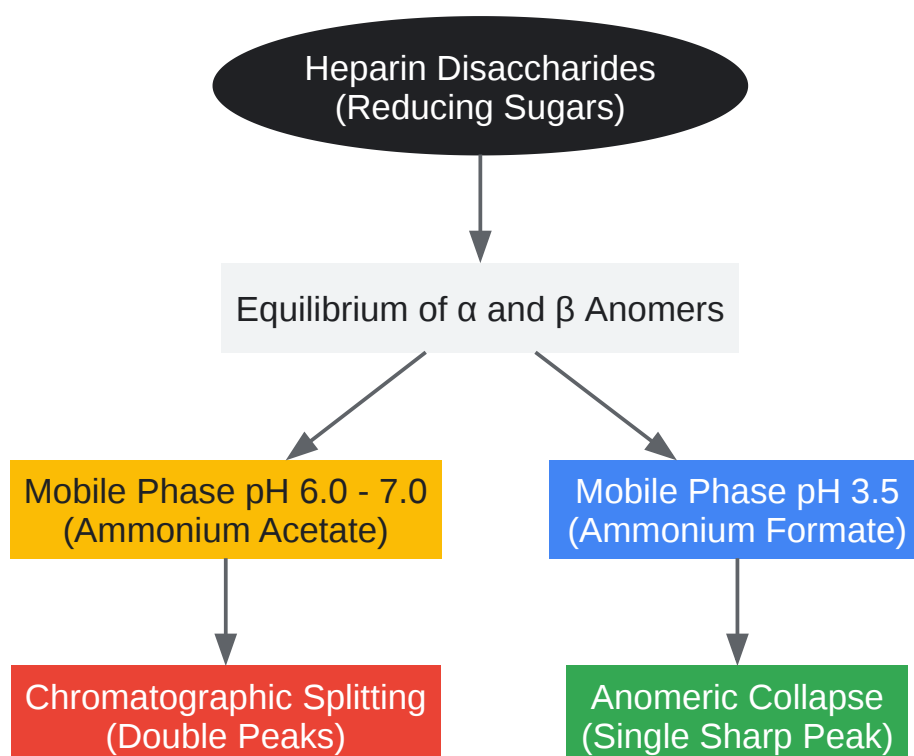 Heparin Disaccharides
(Reducing Sugars)
Equilibrium of α and β Anomers
Mobile Phase pH 6.0 - 7.0
(Ammonium Acetate)
Mobile Phase pH 3.5
(Ammonium Formate)
Chromatographic Splitting
(Double Peaks)
Anomeric Collapse
(Single Sharp Peak)